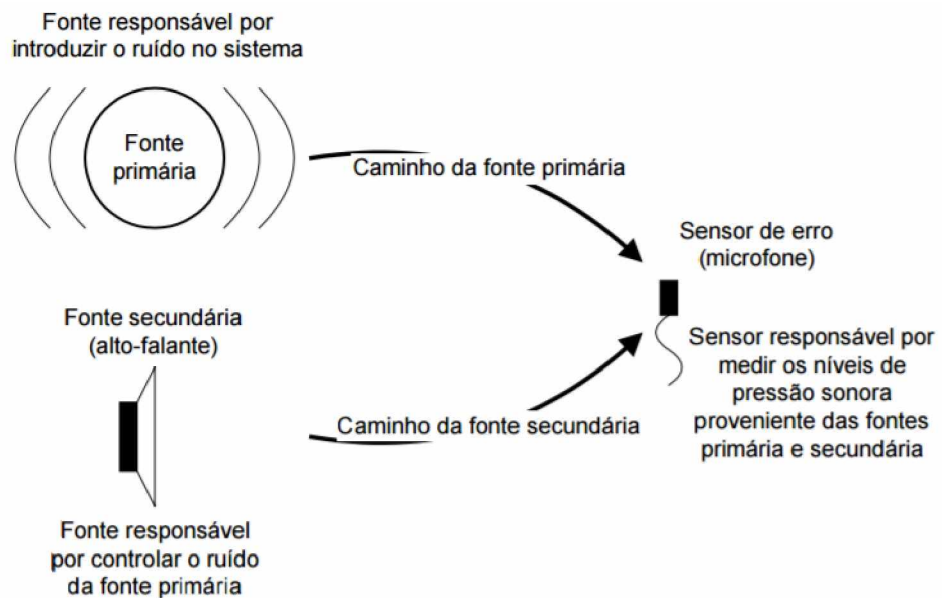 Fonte responsável por
introduzir o ruído no sistema
Fonte
primária
Caminho da fonte primária
Sensor de erro
(microfone)
Fonte secundária
(alto-falante)
Sensor responsável por
medir os níveis de
pressão sonora
proveniente das fontes
primária e secundária
Caminho da fonte secundária
Fonte responsável
por controlar o ruído
da fonte primária